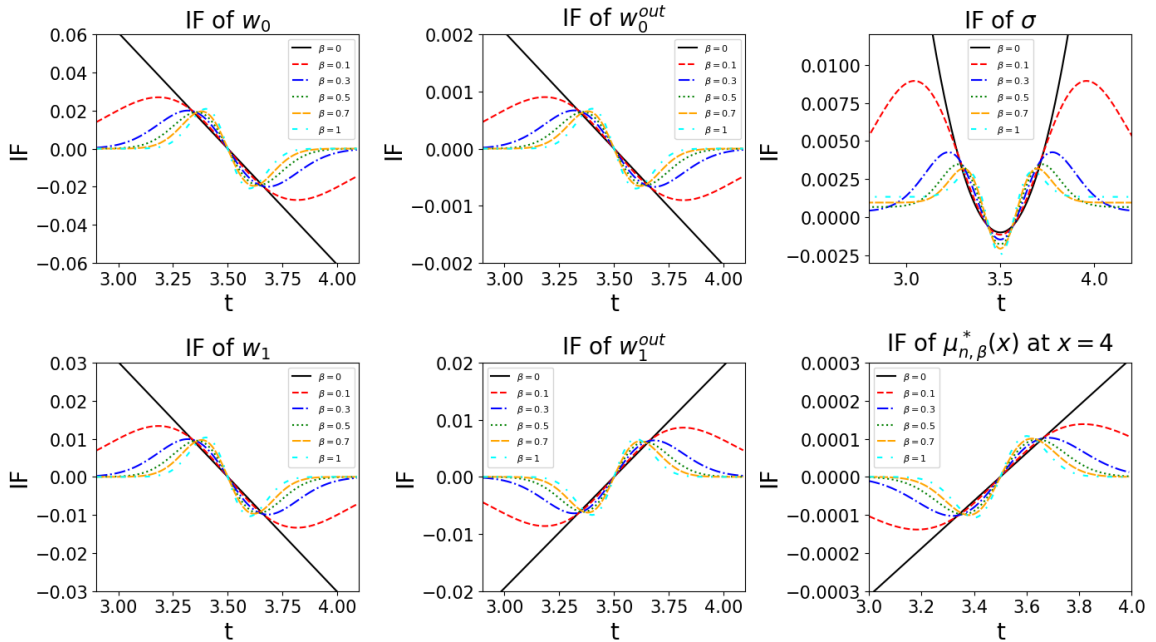 IF of w_0
IF
0.06
0.04
0.02
0.00
−0.02
−0.04
−0.06
3.00 3.25 3.50 3.75 4.00
t
β = 0
β = 0.1
β = 0.3
β = 0.5
β = 0.7
β = 1
IF of w_0^{out}
IF
0.002
0.001
0.000
−0.001
−0.002
3.00 3.25 3.50 3.75 4.00
t
β = 0
β = 0.1
β = 0.3
β = 0.5
β = 0.7
β = 1
IF of σ
IF
0.0100
0.0075
0.0050
0.0025
0.0000
−0.0025
3.0 3.5 4.0
t
β = 0
β = 0.1
β = 0.3
β = 0.5
β = 0.7
β = 1
IF of w_1
IF
0.03
0.02
0.01
0.00
−0.01
−0.02
−0.03
3.00 3.25 3.50 3.75 4.00
t
β = 0
β = 0.1
β = 0.3
β = 0.5
β = 0.7
β = 1
IF of w_1^{out}
IF
0.02
0.01
0.00
−0.01
−0.02
3.00 3.25 3.50 3.75 4.00
t
β = 0
β = 0.1
β = 0.3
β = 0.5
β = 0.7
β = 1
IF of μ*_{n, β}(x) at x = 4
IF
0.0003
0.0002
0.0001
0.0000
−0.0001
−0.0002
−0.0003
3.0 3.2 3.4 3.6 3.8 4.0
t
β = 0
β = 0.1
β = 0.3
β = 0.5
β = 0.7
β = 1